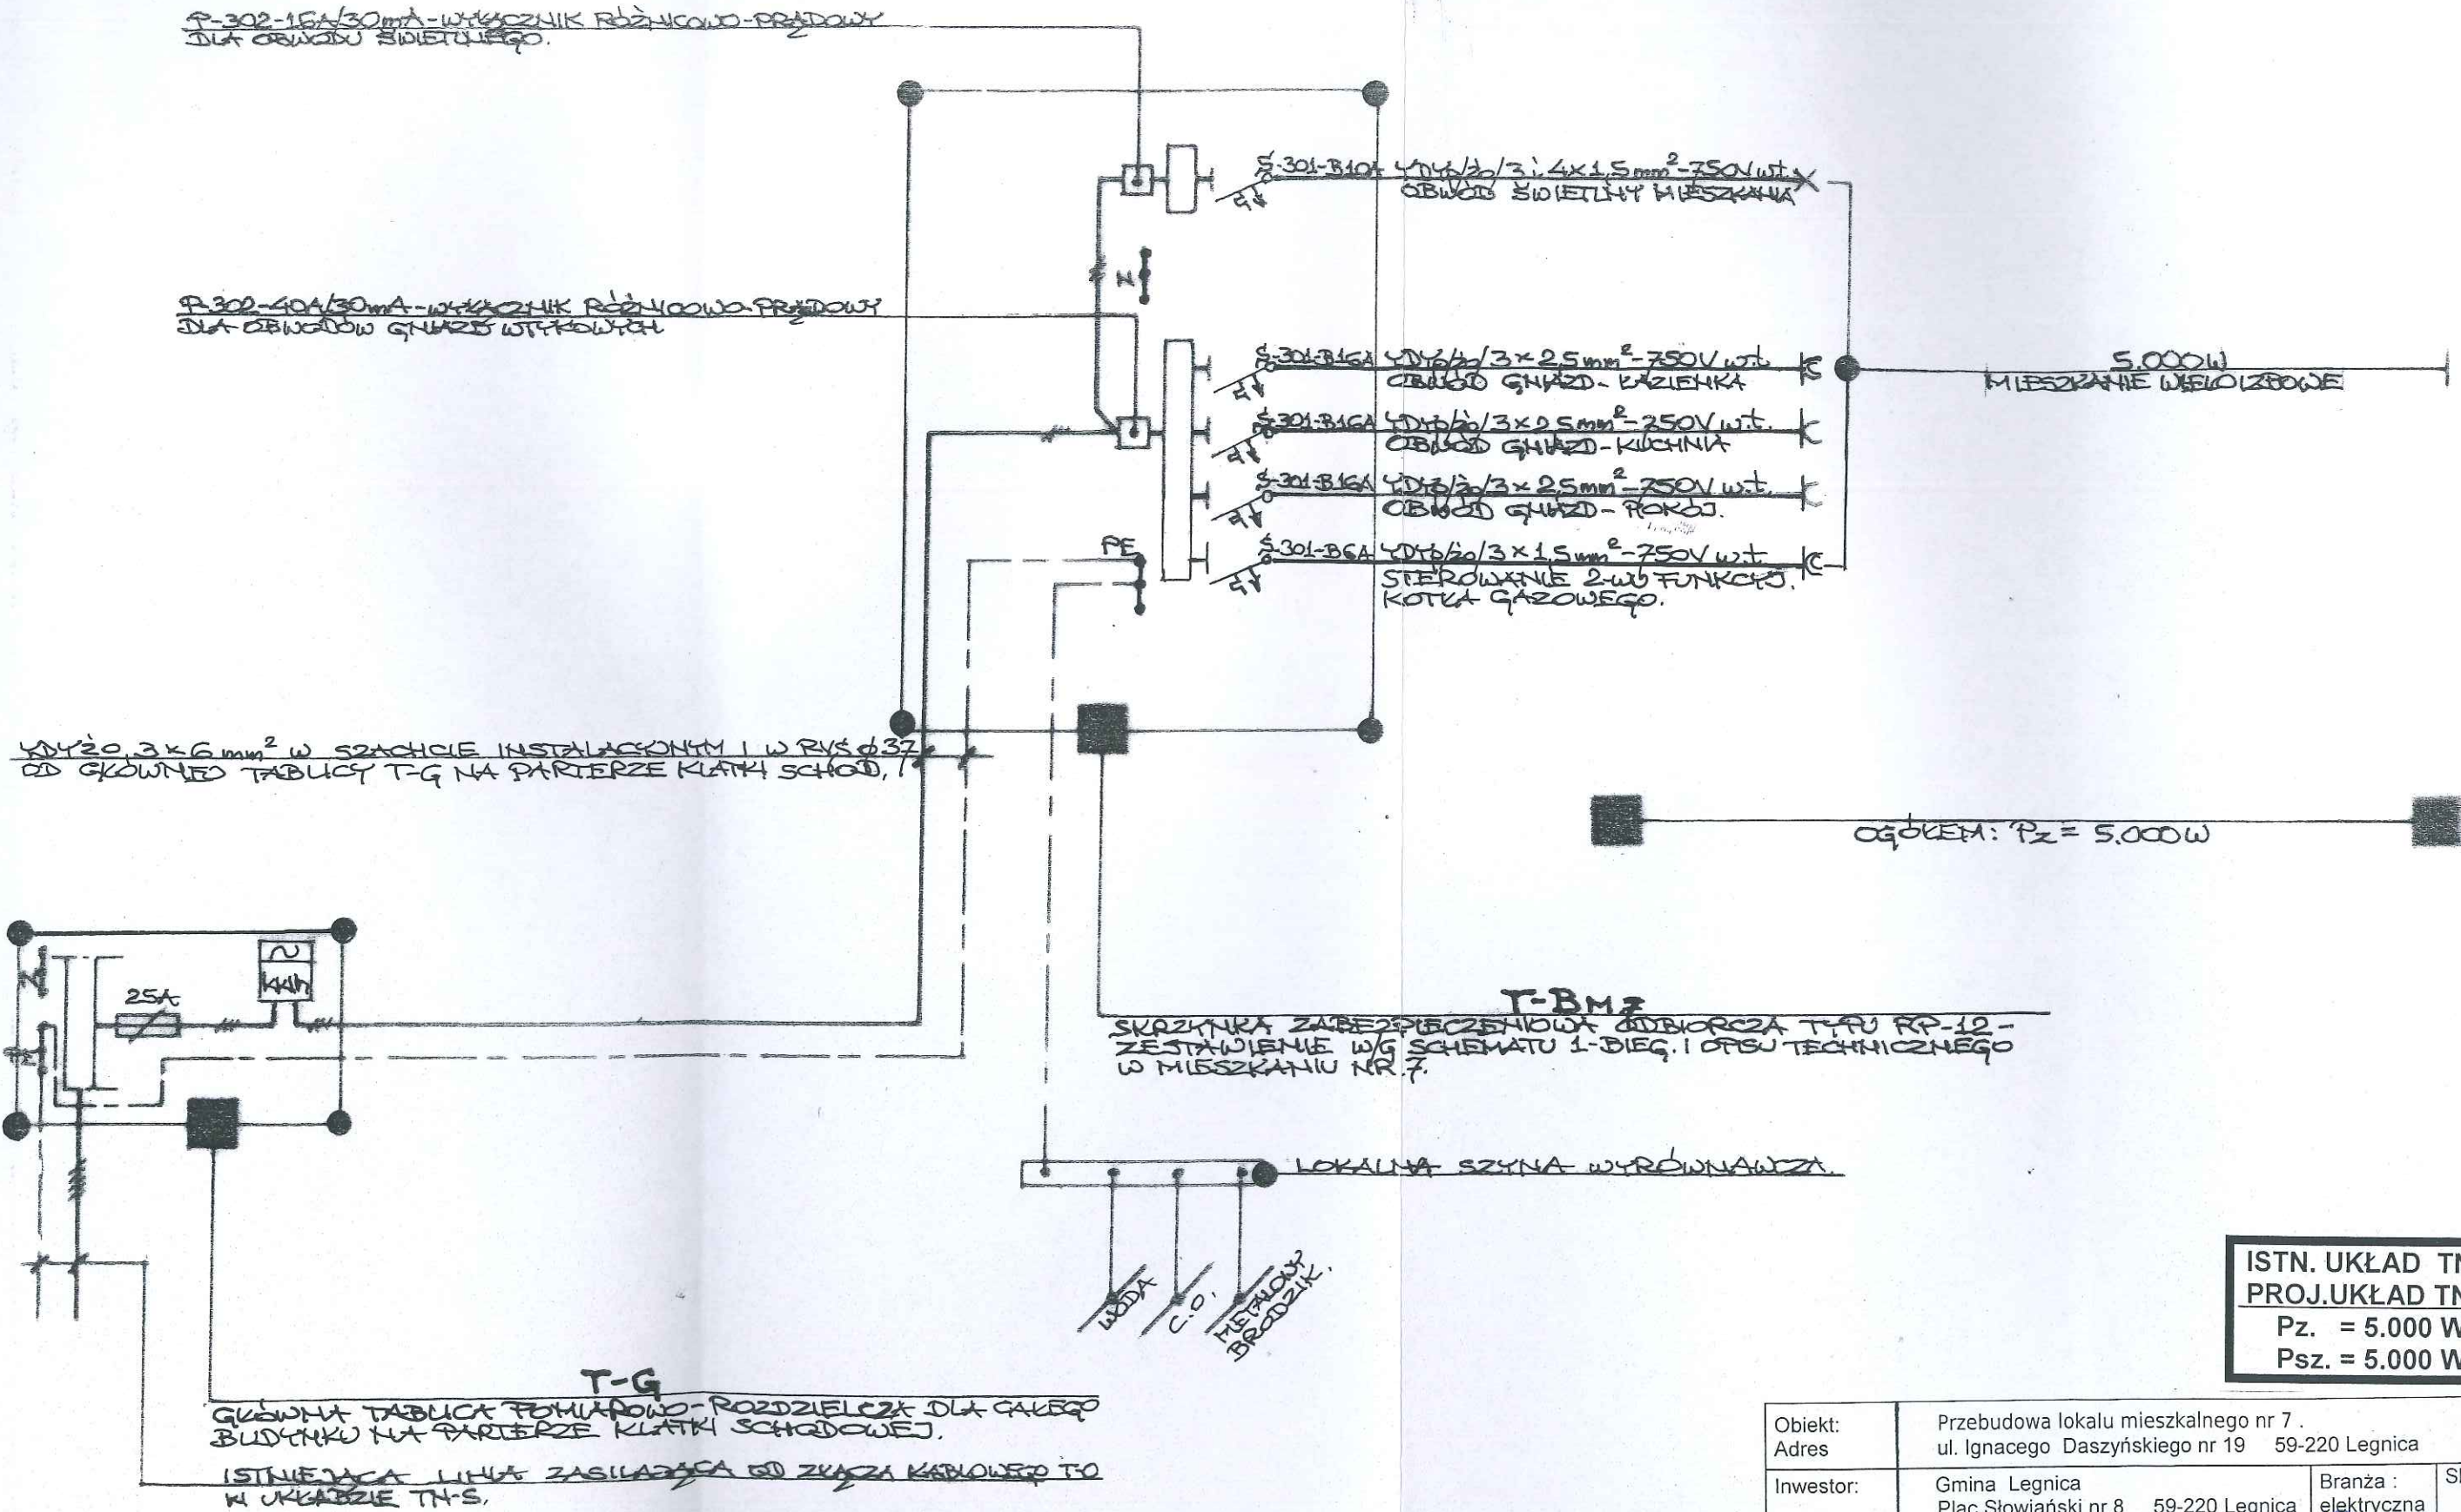 P-302-16A/30mA-WYŁĄCZNIK RÓŻNICOWO-PRĄDOWY
DLA OBWODU ŚWIETLNEGO.
S-301-B10A YDYp/żo/3 i 4x1,5mm²-750V w.t.
OBWÓD ŚWIETLNY MIESZKANIA
N
P-302-40A/30mA-WYŁĄCZNIK RÓŻNICOWO-PRĄDOWY
DLA OBWODÓW GNIAZD WTYKOWYCH
S-301-B16A YDYp/żo/3x2,5mm²-750V w.t.
OBWÓD GNIAZD-ŁAZIENKA
5.000W
MIESZKANIE WIELOIZBOWE
S-301-B16A YDYp/żo/3x2,5mm²-750V w.t.
OBWÓD GNIAZD-KUCHNIA
S-301-B16A YDYp/żo/3x2,5mm²-750V w.t.
OBWÓD GNIAZD-POKÓJ.
PE
S-301-B6A YDYp/żo/3x1,5mm²-750V w.t.
STEROWANIE 2-WU FUNKCYJ.
KOTŁA GAZOWEGO.
YDYżo 3x6mm² W SZACHCIE INSTALACYJNYM I W RVS Ø37
OD GŁÓWNEJ TABLICY T-G NA PARTERZE KLATKI SCHOD.
OGÓŁEM: Pz = 5.000W
N
25A
kWh
PE
T-BM7
SKRZYNKA ZABEZPIECZENIOWA ODBIORCZA TYPU RP-12-
ZESTAWIENIE W/G SCHEMATU 1-BIEG. I OPISU TECHNICZNEGO
W MIESZKANIU NR.7.
LOKALNA SZYNA WYRÓWNAWCZA.
WODA
C.O.
METALOWY
BRODZIK.
ISTN. UKŁAD TN
PROJ.UKŁAD TN
Pz. = 5.000 W
Psz. = 5.000 W
T-G
GŁÓWNA TABLICA POMIAROWO-ROZDZIELCZA DLA CAŁEGO
BUDYNKU NA PARTERZE KLATKI SCHODOWEJ.
ISTNIEJĄCA LINIA ZASILAJĄCA OD ZŁĄCZA KABLOWEGO T-O
W UKŁADZIE TN-S.
Obiekt: Przebudowa lokalu mieszkalnego nr 7 .
Adres ul. Ignacego Daszyńskiego nr 19 59-220 Legnica
Inwestor: Gmina Legnica Branża :
Plac Słowiański nr 8 59-220 Legnica elektryczna